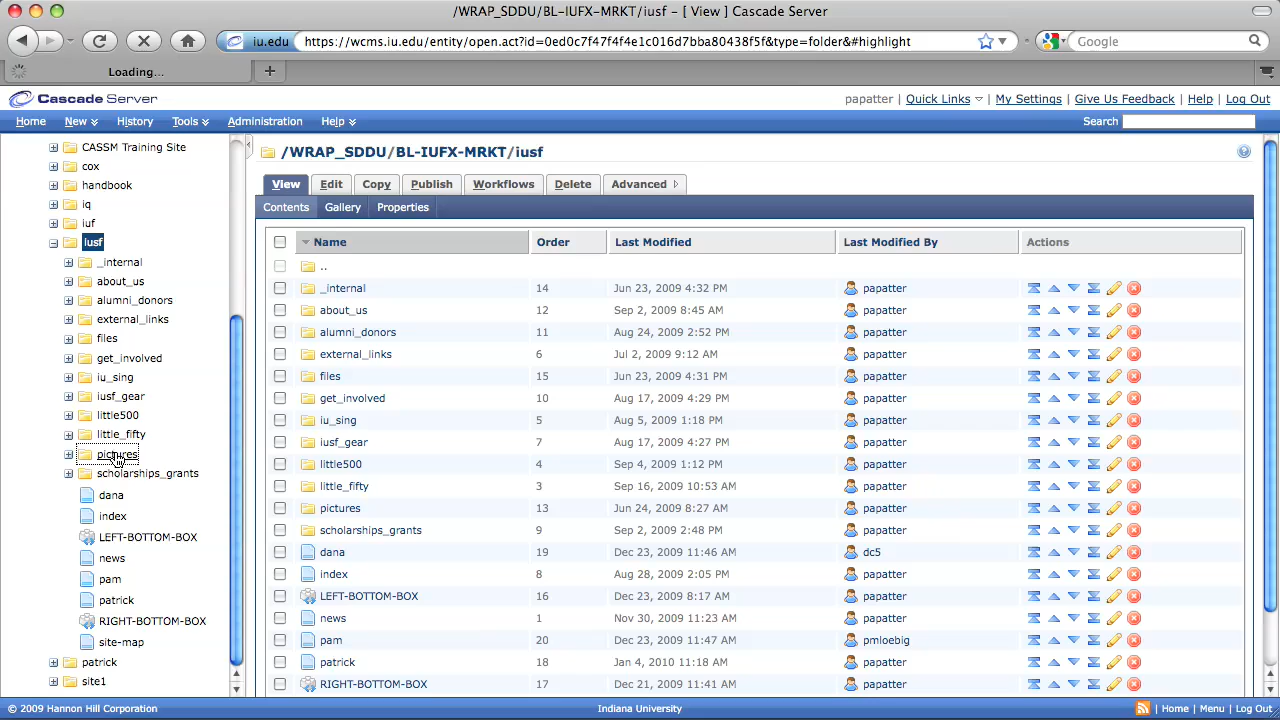 /WRAP_SDDU/BL-IUFX-MRKT/iusf – [ View ] Cascade Server
iu.edu https://wcms.iu.edu/entity/open.act?id=0ed0c7f47f4f4e1c016d7bba80438f5f&type=folder&#highlight Google
Loading...
Cascade Server papatter | Quick Links | My Settings | Give Us Feedback | Help | Log Out
Home New History Tools Administration Help Search
CASSM Training Site
cox
handbook
iq
iuf
iusf
_internal
about_us
alumni_donors
external_links
files
get_involved
iu_sing
iusf_gear
little500
little_fifty
pictures
scholarships_grants
dana
index
LEFT-BOTTOM-BOX
news
pam
patrick
RIGHT-BOTTOM-BOX
site-map
patrick
site1
/WRAP_SDDU/BL-IUFX-MRKT/iusf
View Edit Copy Publish Workflows Delete Advanced
Contents Gallery Properties
Name Order Last Modified Last Modified By Actions
..
_internal 14 Jun 23, 2009 4:32 PM papatter
about_us 12 Sep 2, 2009 8:45 AM papatter
alumni_donors 11 Aug 24, 2009 2:52 PM papatter
external_links 6 Jul 2, 2009 9:12 AM papatter
files 15 Jun 23, 2009 4:31 PM papatter
get_involved 10 Aug 17, 2009 4:29 PM papatter
iu_sing 5 Aug 5, 2009 1:18 PM papatter
iusf_gear 7 Aug 17, 2009 4:27 PM papatter
little500 4 Sep 4, 2009 1:12 PM papatter
little_fifty 3 Sep 16, 2009 10:53 AM papatter
pictures 13 Jun 24, 2009 8:27 AM papatter
scholarships_grants 9 Sep 2, 2009 2:48 PM papatter
dana 19 Dec 23, 2009 11:46 AM dc5
index 8 Aug 28, 2009 2:05 PM papatter
LEFT-BOTTOM-BOX 16 Dec 23, 2009 8:17 AM papatter
news 1 Nov 30, 2009 11:23 AM papatter
pam 20 Dec 23, 2009 11:47 AM pmloebig
patrick 18 Jan 4, 2010 11:18 AM papatter
RIGHT-BOTTOM-BOX 17 Dec 21, 2009 11:41 AM papatter
© 2009 Hannon Hill Corporation Indiana University | Home | Menu | Log Out